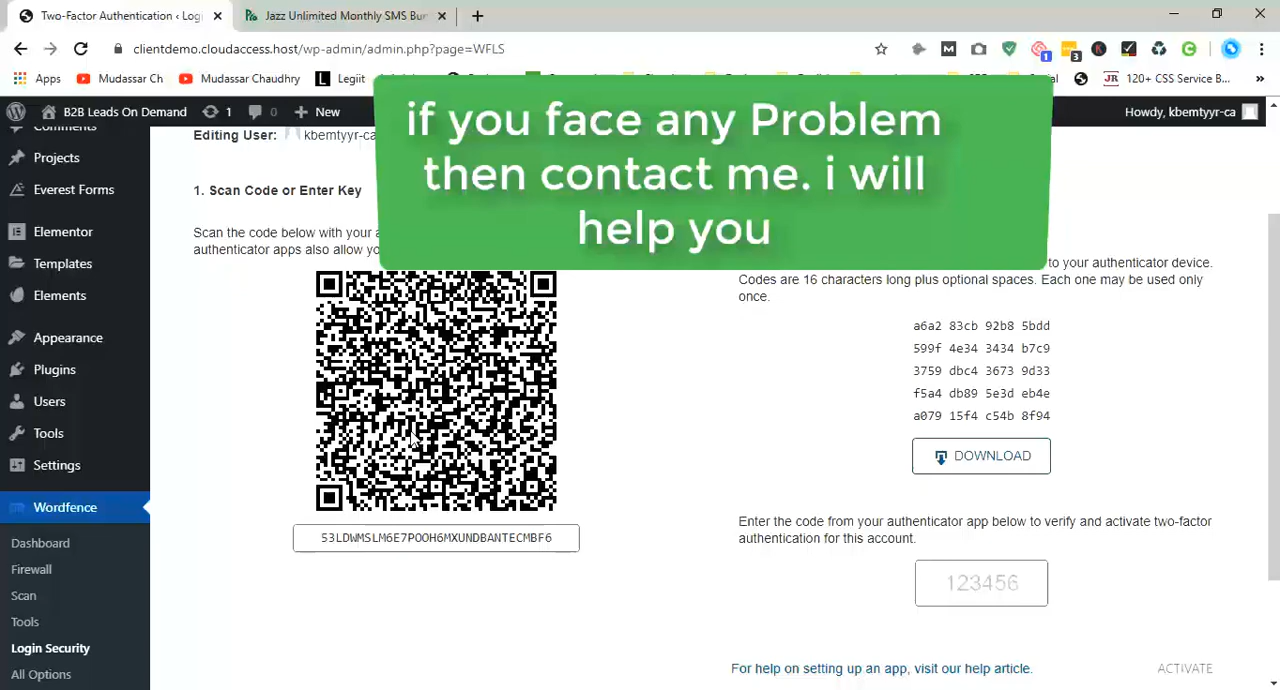 Two-Factor Authentication ‹ Log
Jazz Unlimited Monthly SMS Bun
clientdemo.cloudaccess.host/wp-admin/admin.php?page=WFLS
Apps
Mudassar Ch
Mudassar Chaudhry
Legiit
120+ CSS Service B...
B2B Leads On Demand
1
0
New
Howdy, kbemtyyr-ca
if you face any Problem
then contact me. i will
help you
Comments
Projects
Everest Forms
Elementor
Templates
Elements
Appearance
Plugins
Users
Tools
Settings
Wordfence
Dashboard
Firewall
Scan
Tools
Login Security
All Options
Editing User: kbemtyyr-ca
1. Scan Code or Enter Key
Scan the code below with your
authenticator apps also allow
53LDWMSLM6E7POOH6MXUNDBANTECMBF6
to your authenticator device.
Codes are 16 characters long plus optional spaces. Each one may be used only
once.
a6a2 83cb 92b8 5bdd
599f 4e34 3434 b7c9
3759 dbc4 3673 9d33
f5a4 db89 5e3d eb4e
a079 15f4 c54b 8f94
DOWNLOAD
Enter the code from your authenticator app below to verify and activate two-factor
authentication for this account.
123456
For help on setting up an app, visit our help article.
ACTIVATE